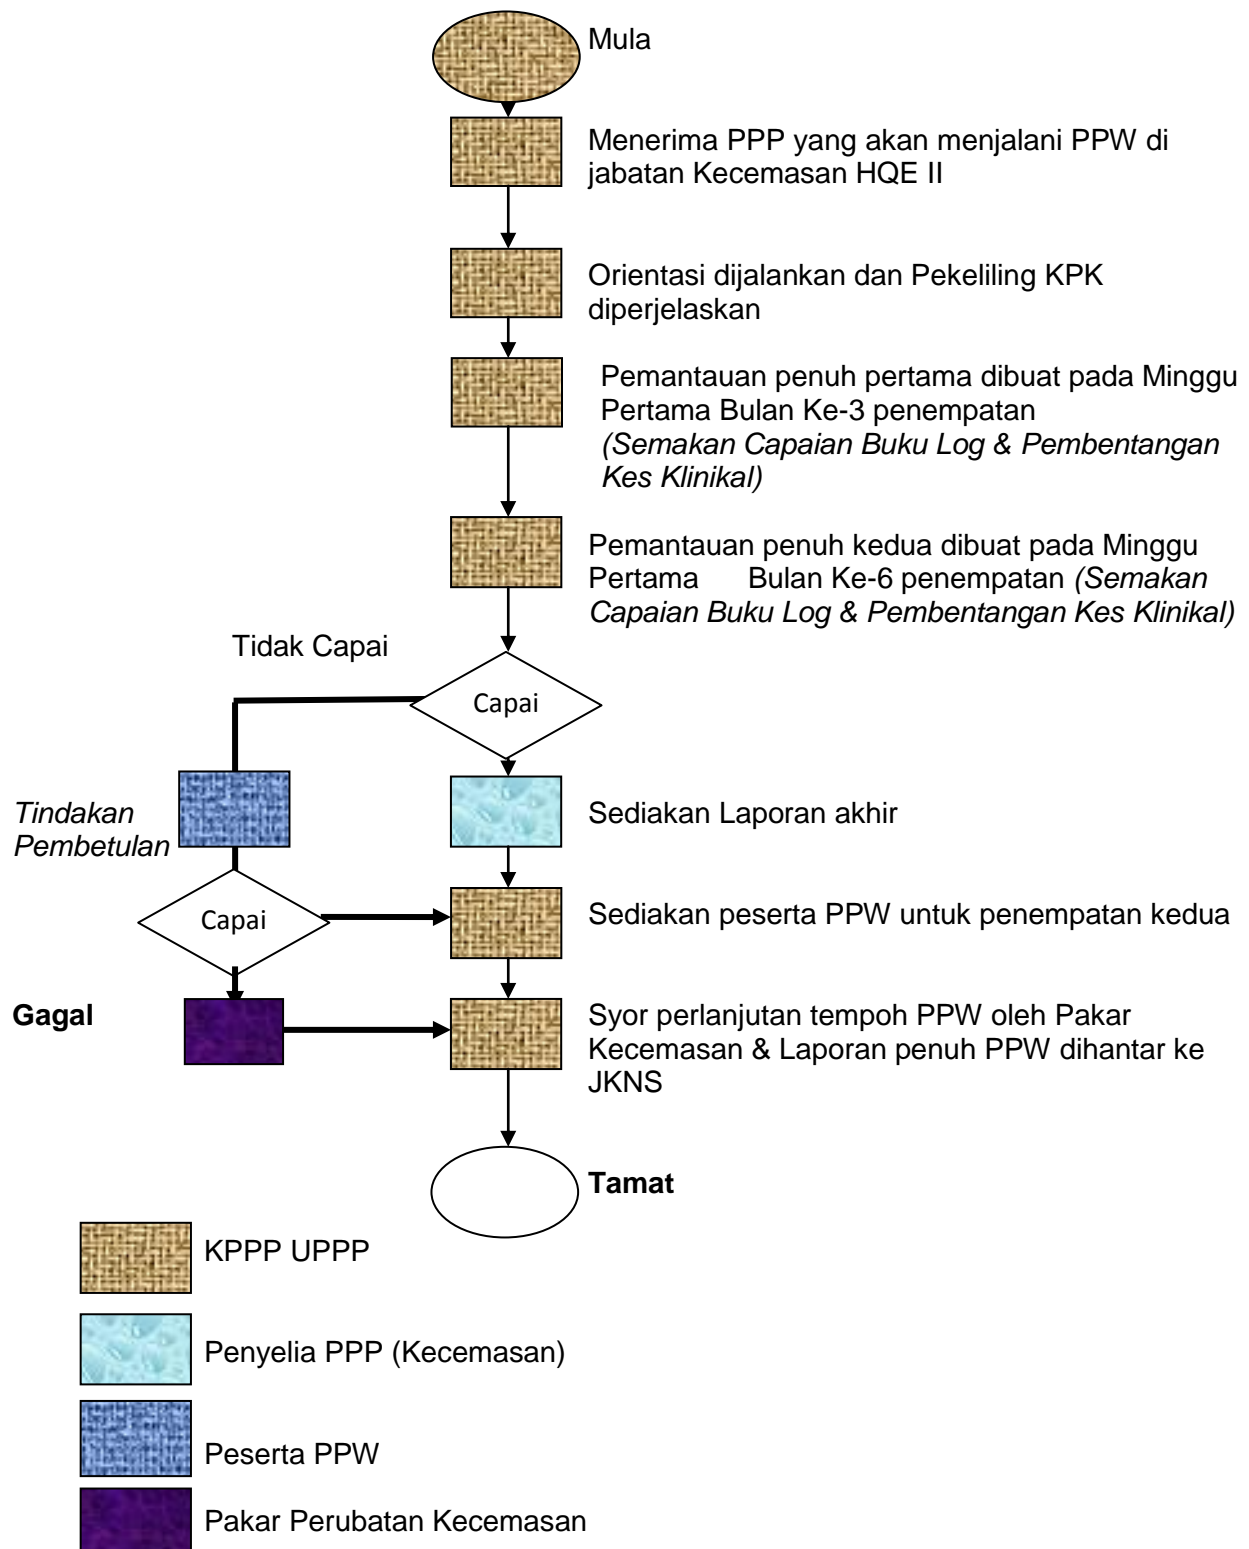 Mula
Menerima PPP yang akan menjalani PPW di
jabatan Kecemasan HQE II
Orientasi dijalankan dan Pekeliling KPK
diperjelaskan
Pemantauan penuh pertama dibuat pada Minggu
Pertama Bulan Ke-3 penempatan
(Semakan Capaian Buku Log & Pembentangan
Kes Klinikal)
Pemantauan penuh kedua dibuat pada Minggu
Pertama Bulan Ke-6 penempatan (Semakan
Capaian Buku Log & Pembentangan Kes Klinikal)
Tidak Capai
Capai
Tindakan
Pembetulan
Sediakan Laporan akhir
Capai
Sediakan peserta PPW untuk penempatan kedua
Gagal
Syor perlanjutan tempoh PPW oleh Pakar
Kecemasan & Laporan penuh PPW dihantar ke
JKNS
Tamat
KPPP UPPP
Penyelia PPP (Kecemasan)
Peserta PPW
Pakar Perubatan Kecemasan